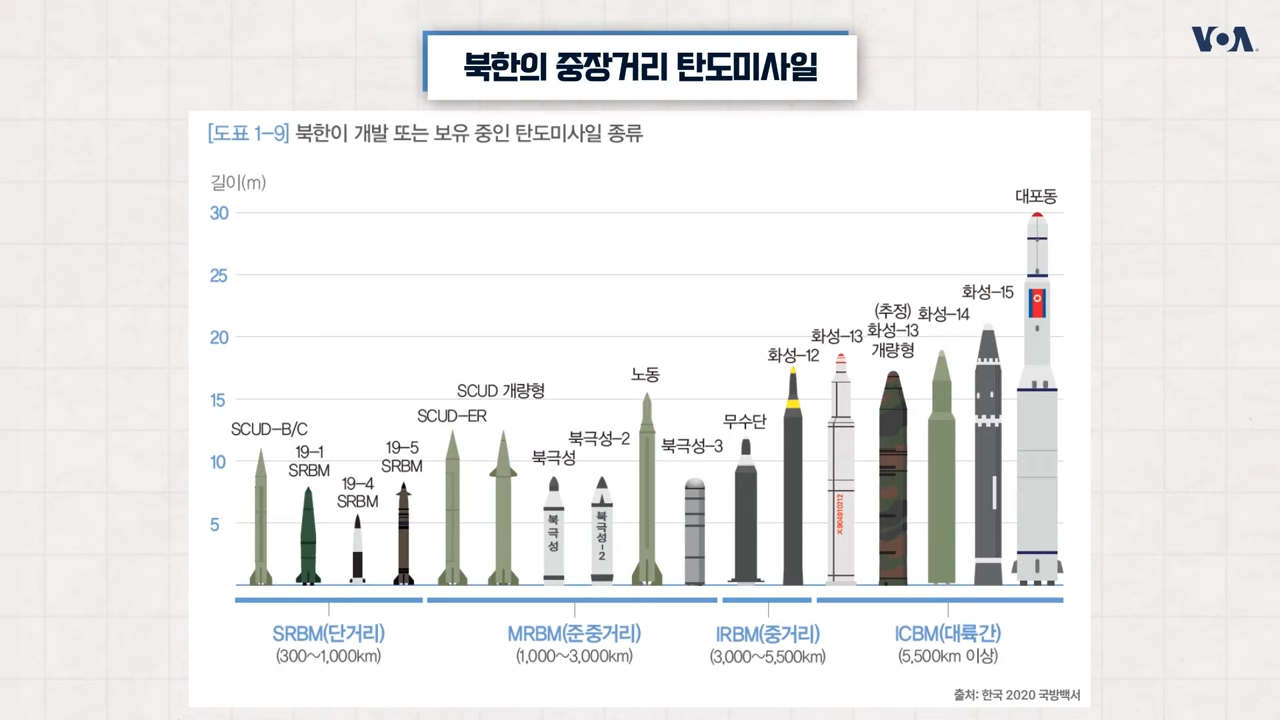 북한의 중장거리 탄도미사일
VOA
[도표 1-9] 북한이 개발 또는 보유 중인 탄도미사일 종류
길이(m)
30
25
20
15
10
5
SCUD-B/C
19-1
SRBM
19-4
SRBM
19-5
SRBM
SCUD-ER
SCUD 개량형
북극성
북극성
북극성-2
북극성-2
노동
북극성-3
무수단
화성-12
화성-13
(추정)
화성-13
개량형
화성-14
화성-15
대포동
SRBM(단거리)
(300~1,000km)
MRBM(준중거리)
(1,000~3,000km)
IRBM(중거리)
(3,000~5,500km)
ICBM(대륙간)
(5,500km 이상)
출처: 한국 2020 국방백서